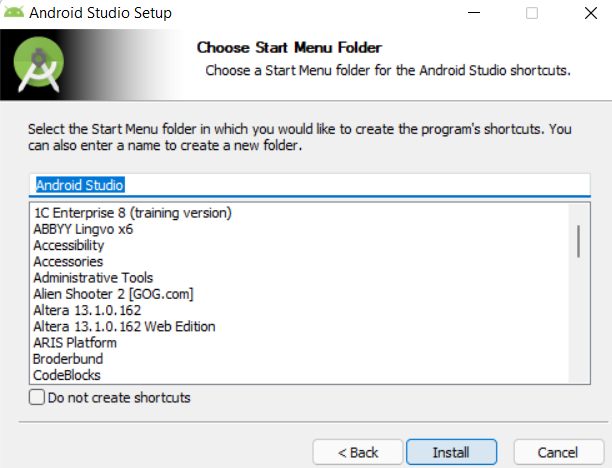 Android Studio Setup
Choose Start Menu Folder
Choose a Start Menu folder for the Android Studio shortcuts.
Select the Start Menu folder in which you would like to create the program's shortcuts. You
can also enter a name to create a new folder.
Android Studio
1C Enterprise 8 (training version)
ABBYY Lingvo x6
Accessibility
Accessories
Administrative Tools
Alien Shooter 2 [GOG.com]
Altera 13.1.0.162
Altera 13.1.0.162 Web Edition
ARIS Platform
Broderbund
CodeBlocks
Do not create shortcuts
< Back
Install
Cancel